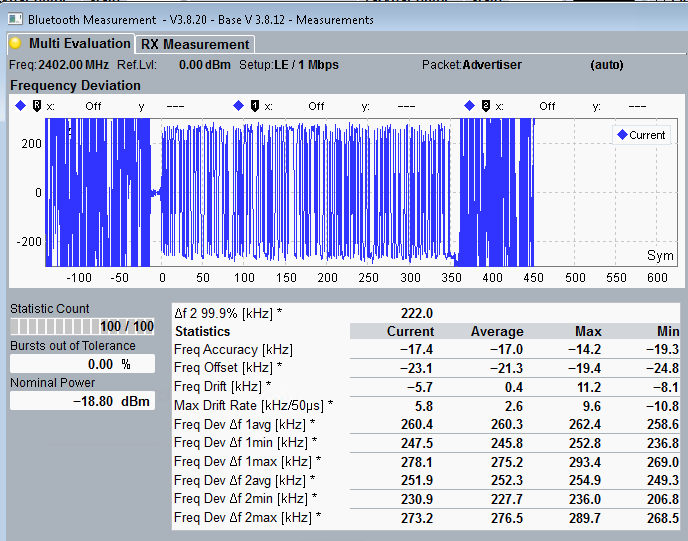 Bluetooth Measurement - V3.8.20 - Base V 3.8.12 - Measurements
Multi Evaluation RX Measurement
Freq: 2402.00 MHz Ref.Lvl: 0.00 dBm Setup: LE / 1 Mbps Packet: Advertiser (auto)
Frequency Deviation
R x: Off y --- 1 x: Off y: --- 2 x: Off y: ---
Current
200
0
-200
Sym
-100 -50 0 50 100 150 200 250 300 350 400 450 500 550 600
Statistic Count
100 / 100
Bursts out of Tolerance
0.00 %
Nominal Power
−18.80 dBm
Δf 2 99.9% [kHz] * 222.0
Statistics Current Average Max Min
Freq Accuracy [kHz] −17.4 −17.0 −14.2 −19.3
Freq Offset [kHz] * −23.1 −21.3 −19.4 −24.8
Freq Drift [kHz] * −5.7 0.4 11.2 −8.1
Max Drift Rate [kHz/50µs] * 5.8 2.6 9.6 −10.8
Freq Dev Δf 1avg [kHz] * 260.4 260.3 262.4 258.6
Freq Dev Δf 1min [kHz] * 247.5 245.8 252.8 236.8
Freq Dev Δf 1max [kHz] * 278.1 275.2 293.4 269.0
Freq Dev Δf 2avg [kHz] * 251.9 252.3 254.9 249.3
Freq Dev Δf 2min [kHz] * 230.9 227.7 236.0 206.8
Freq Dev Δf 2max [kHz] * 273.2 276.5 289.7 268.5